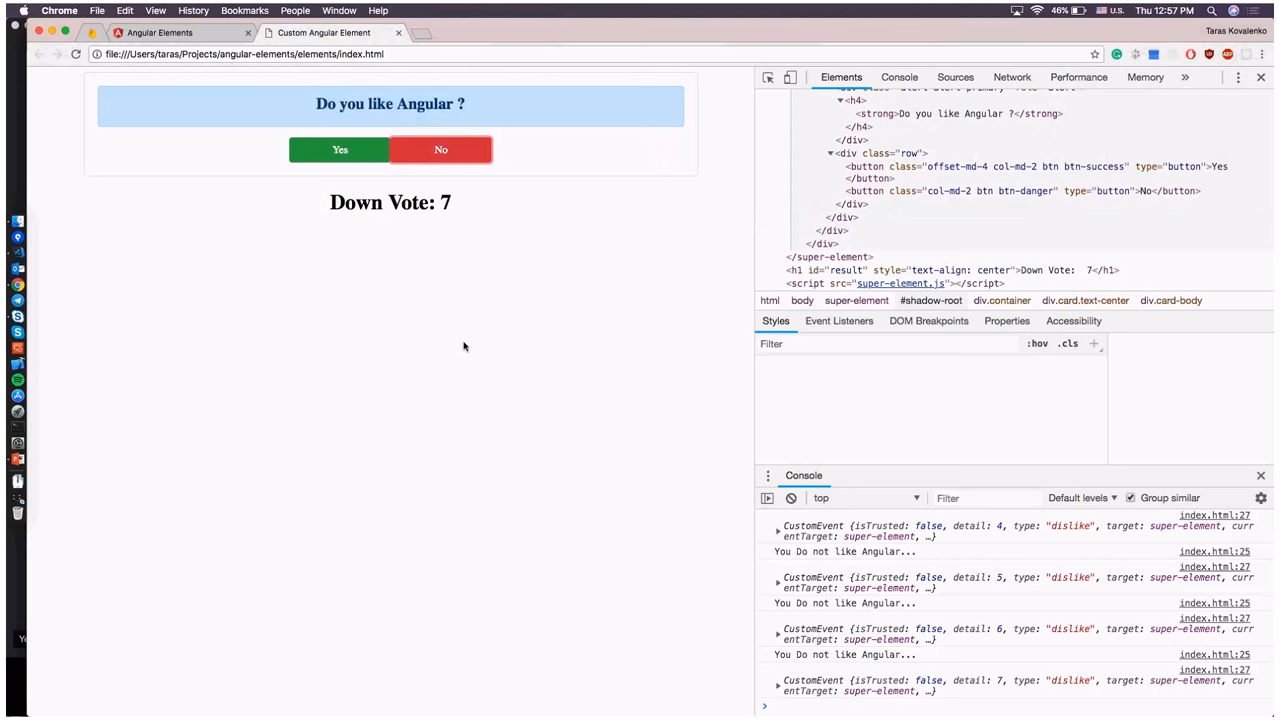 Chrome File Edit View History Bookmarks People Window Help 46% U.S. Thu 12:57 PM
Angular Elements Custom Angular Element Taras Kovalenko
file:///Users/taras/Projects/angular-elements/elements/index.html
Do you like Angular ?
Yes No
Down Vote: 7
Elements Console Sources Network Performance Memory
<h4>
<strong>Do you like Angular ?</strong>
</h4>
</div>
<div class="row">
<button class="offset-md-4 col-md-2 btn btn-success" type="button">Yes
</button>
<button class="col-md-2 btn btn-danger" type="button">No</button>
</div>
</div>
</div>
</div>
</super-element>
<h1 id="result" style="text-align: center">Down Vote:  7</h1>
<script src="super-element.js"></script>
html body super-element #shadow-root div.container div.card.text-center div.card-body
Styles Event Listeners DOM Breakpoints Properties Accessibility
Filter :hov .cls +
Console
top Filter Default levels Group similar
index.html:27
CustomEvent {isTrusted: false, detail: 4, type: "dislike", target: super-element, curr
entTarget: super-element, …}
You Do not like Angular... index.html:25
index.html:27
CustomEvent {isTrusted: false, detail: 5, type: "dislike", target: super-element, curr
entTarget: super-element, …}
You Do not like Angular... index.html:25
index.html:27
CustomEvent {isTrusted: false, detail: 6, type: "dislike", target: super-element, curr
entTarget: super-element, …}
You Do not like Angular... index.html:25
index.html:27
CustomEvent {isTrusted: false, detail: 7, type: "dislike", target: super-element, curr
entTarget: super-element, …}